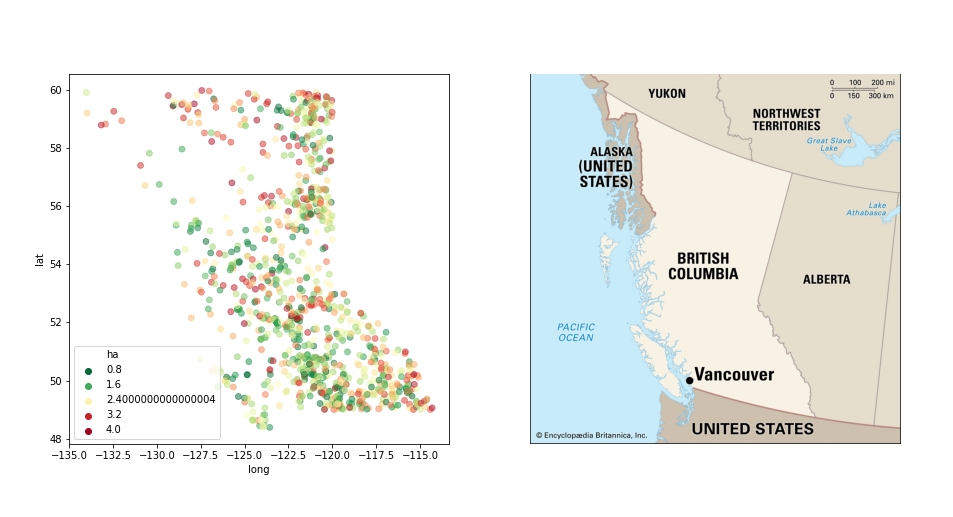 60
58
56
54
52
50
48
lat
ha
0.8
1.6
2.4000000000000004
3.2
4.0
−135.0 −132.5 −130.0 −127.5 −125.0 −122.5 −120.0 −117.5 −115.0
long
YUKON
0 100 200 mi
0 150 300 km
NORTHWEST
TERRITORIES
Great Slave
Lake
ALASKA
(UNITED
STATES)
Lake
Athabasca
BRITISH
COLUMBIA
ALBERTA
PACIFIC
OCEAN
Vancouver
UNITED STATES
© Encyclopædia Britannica, Inc.